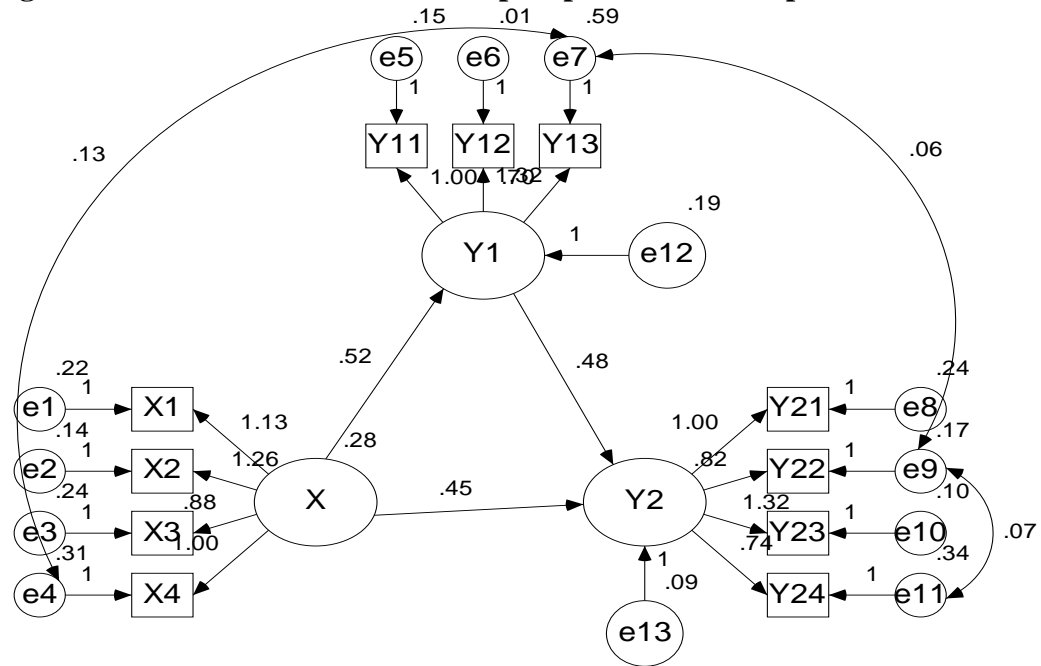 .15 .01 .59
e5 e6 e7
1 1 1
.13
Y11 Y12 Y13
.06
1.00 1.32 .70
.19
Y1 1 e12
.52 .48
.22 .24
e1 1 X1 Y21 1 e8
1.13 1.00
.14 .28 .17
e2 1 X2 1.26 .82 Y22 1 e9
.24 X .45 Y2 .10
e3 1 X3 .88 1.32 Y23 1 e10
.31 1.00 .74 .34 .07
e4 1 X4 Y24 1 e11
1 .09
e13